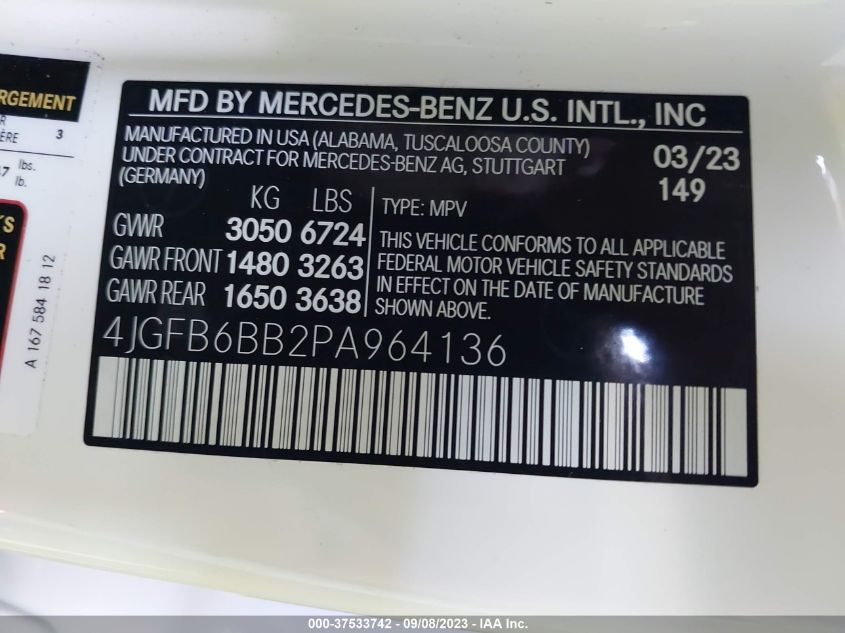 RGEMENT
ÈRE 3
lbs.
lb.
A 167 584 18 12
MFD BY MERCEDES-BENZ U.S. INTL., INC
MANUFACTURED IN USA (ALABAMA, TUSCALOOSA COUNTY)
UNDER CONTRACT FOR MERCEDES-BENZ AG, STUTTGART
(GERMANY)
03/23
149
KG LBS
GVWR 3050 6724
GAWR FRONT 1480 3263
GAWR REAR 1650 3638
TYPE: MPV
THIS VEHICLE CONFORMS TO ALL APPLICABLE
FEDERAL MOTOR VEHICLE SAFETY STANDARDS
IN EFFECT ON THE DATE OF MANUFACTURE
SHOWN ABOVE.
4JGFB6BB2PA964136
000-37533742 - 09/08/2023 - IAA Inc.